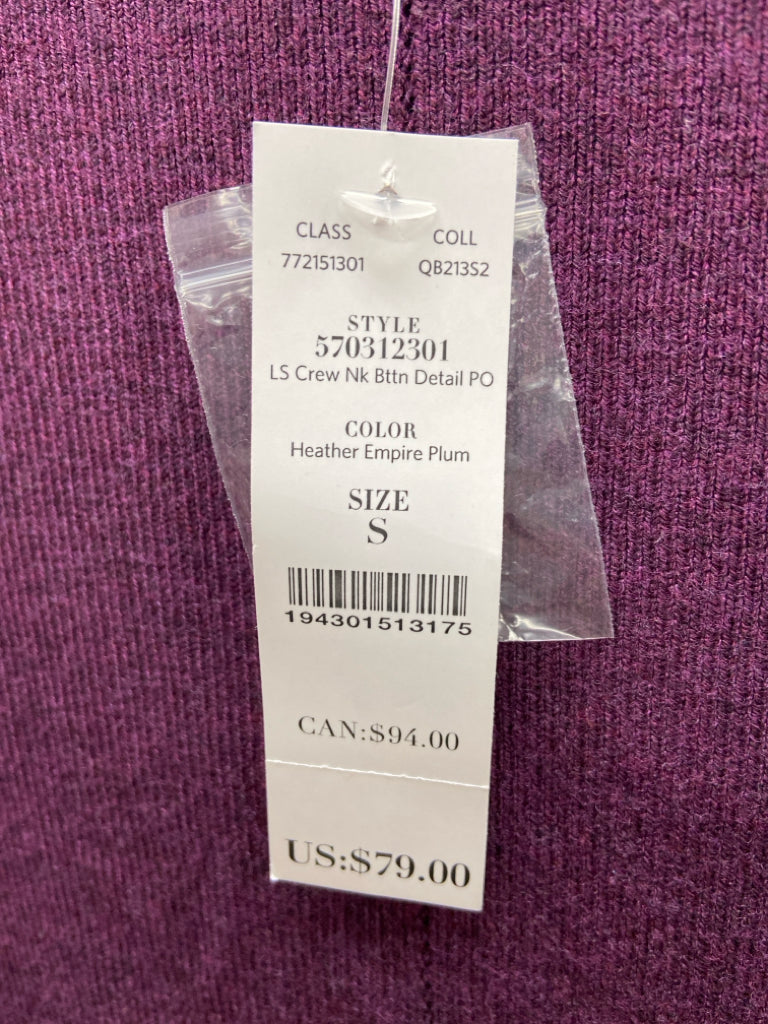 CLASS COLL
772151301 QB213S2
STYLE
570312301
LS Crew Nk Bttn Detail PO
COLOR
Heather Empire Plum
SIZE
S
194301513175
CAN:$94.00
US:$79.00